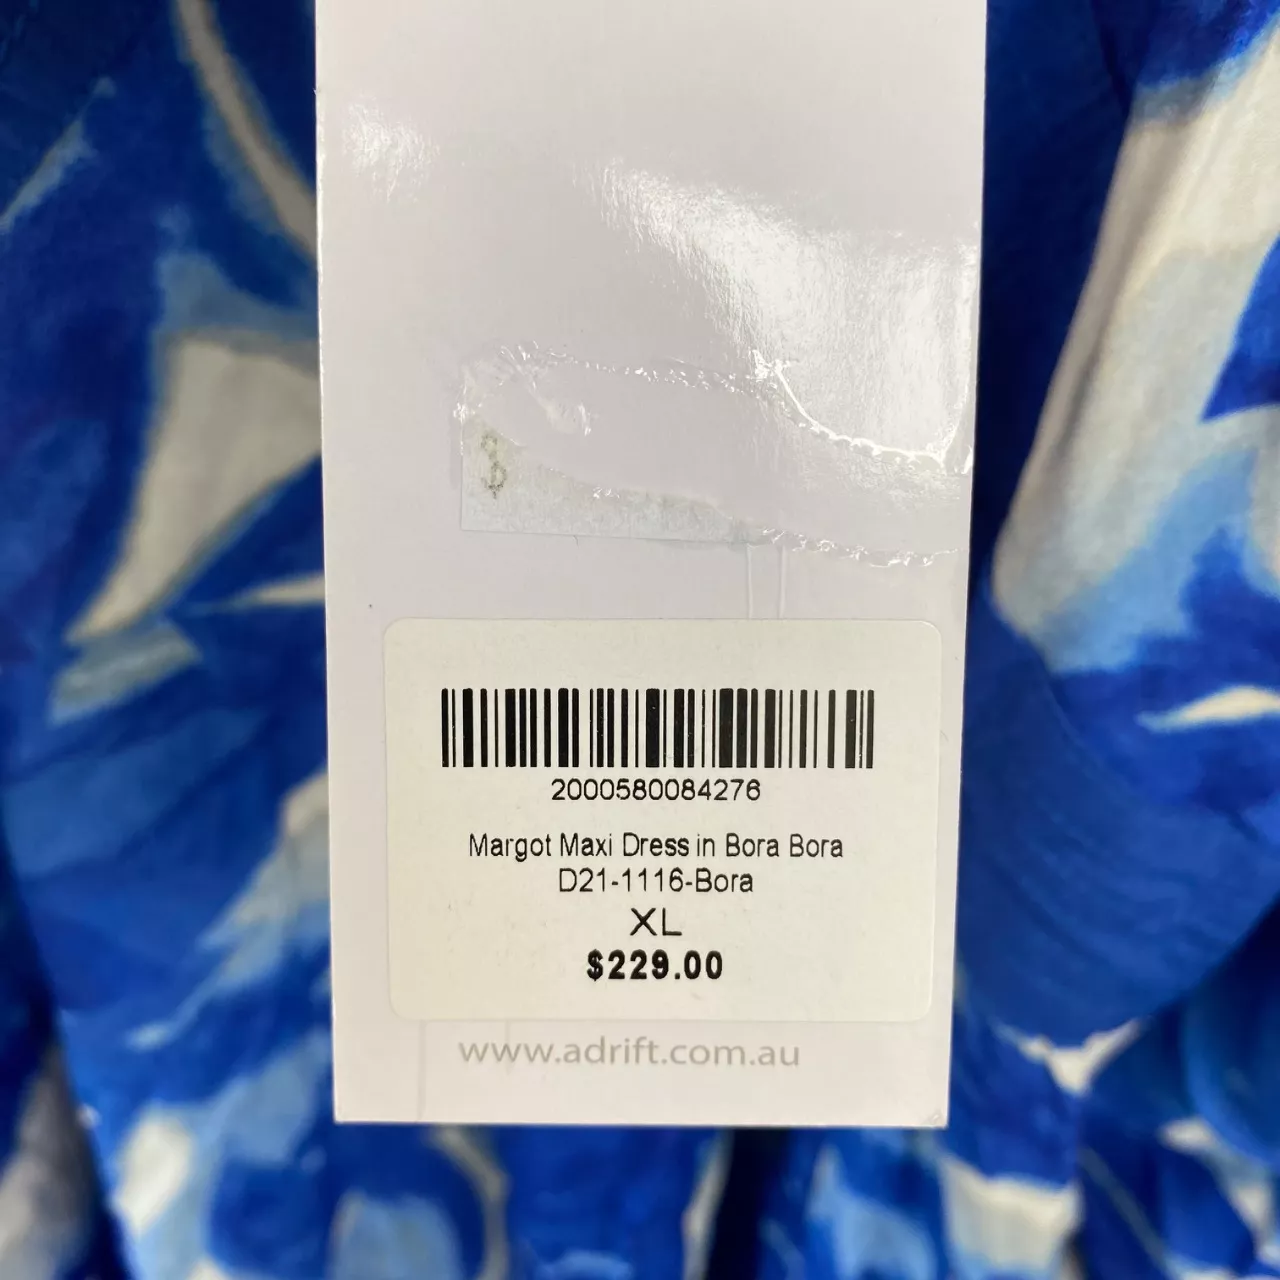 $
2000580084276
Margot Maxi Dress in Bora Bora
D21-1116-Bora
XL
$229.00
www.adrift.com.au